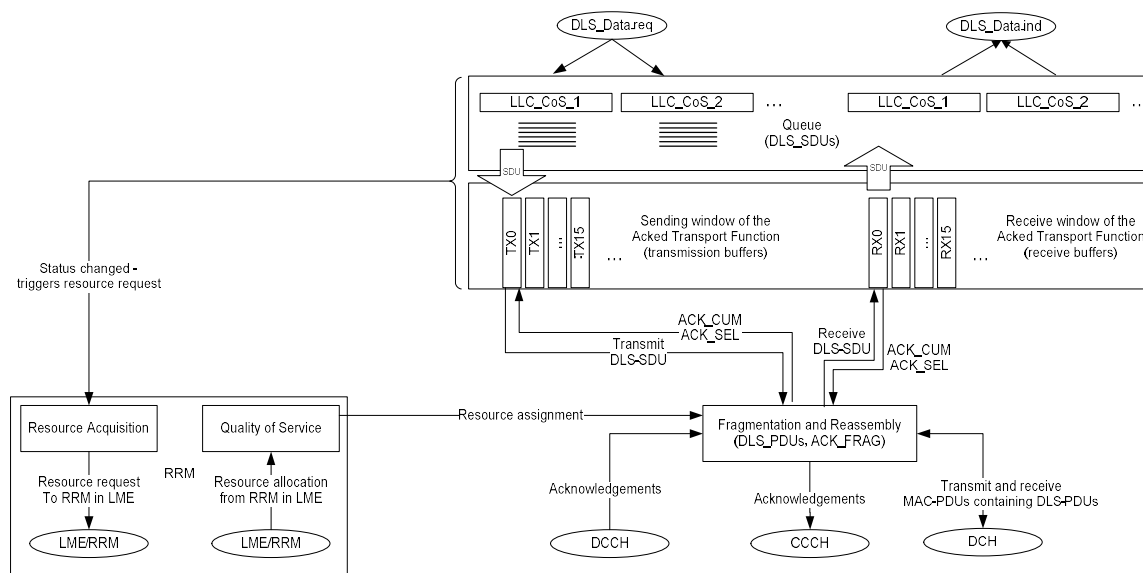 DLS_Data.req
DLS_Data.ind
LLC_CoS_1
LLC_CoS_2
...
LLC_CoS_1
LLC_CoS_2
...
Queue
(DLS_SDUs)
SDU
SDU
TX0
TX1
...
TX15
...
Sending window of the
Acked Transport Function
(transmission buffers)
RX0
RX1
...
RX15
...
Receive window of the
Acked Transport Function
(receive buffers)
Status changed -
triggers resource request
ACK_CUM
ACK_SEL
Transmit
DLS-SDU
Receive
DLS-SDU
ACK_CUM
ACK_SEL
Resource Acquisition
Quality of Service
Resource assignment
Fragmentation and Reassembly
(DLS_PDUs, ACK_FRAG)
Resource request
To RRM in LME
RRM
Resource allocation
from RRM in LME
Acknowledgements
Acknowledgements
Transmit and receive
MAC-PDUs containing DLS-PDUs
LME/RRM
LME/RRM
DCCH
CCCH
DCH